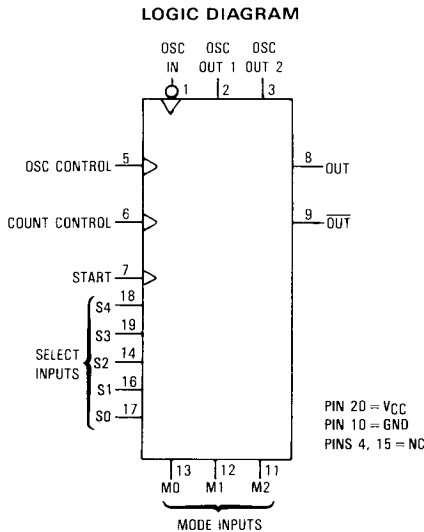 LOGIC DIAGRAM
OSC OSC OSC
IN OUT 1 OUT 2
1 2 3
OSC CONTROL 5
8 OUT
COUNT CONTROL 6
9 OUT
START 7
S4 18
S3 19
SELECT
INPUTS
S2 14
S1 16
S0 17
PIN 20 = VCC
PIN 10 = GND
PINS 4, 15 = NC
13 12 11
M0 M1 M2
MODE INPUTS